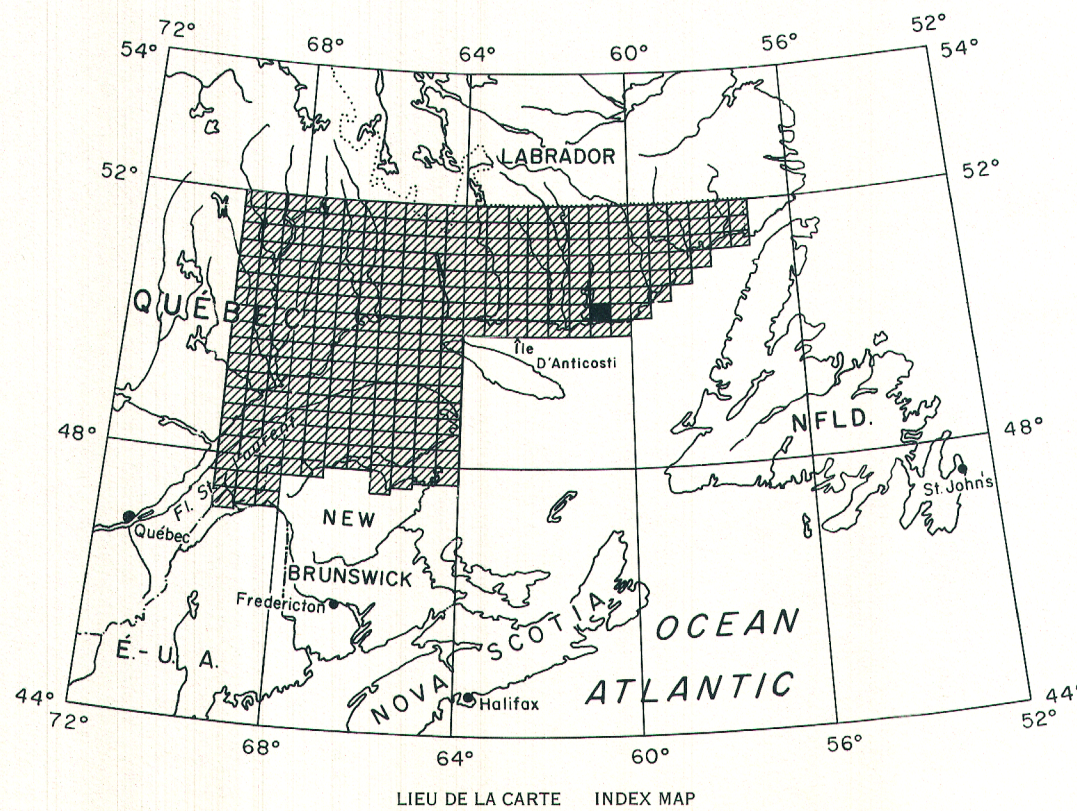 72° 68° 64° 60° 56° 52°
54° 54°
LABRADOR
52° 52°
QUÉBEC
Île
D'Anticosti
NFLD.
48° 48°
St. John's
Fl. St Laurent
Québec
NEW
BRUNSWICK
Fredericton
SCOTIA
OCEAN
É.-U. A.
NOVA
ATLANTIC
Halifax
44° 44°
72° 68° 64° 60° 56° 52°
LIEU DE LA CARTE INDEX MAP